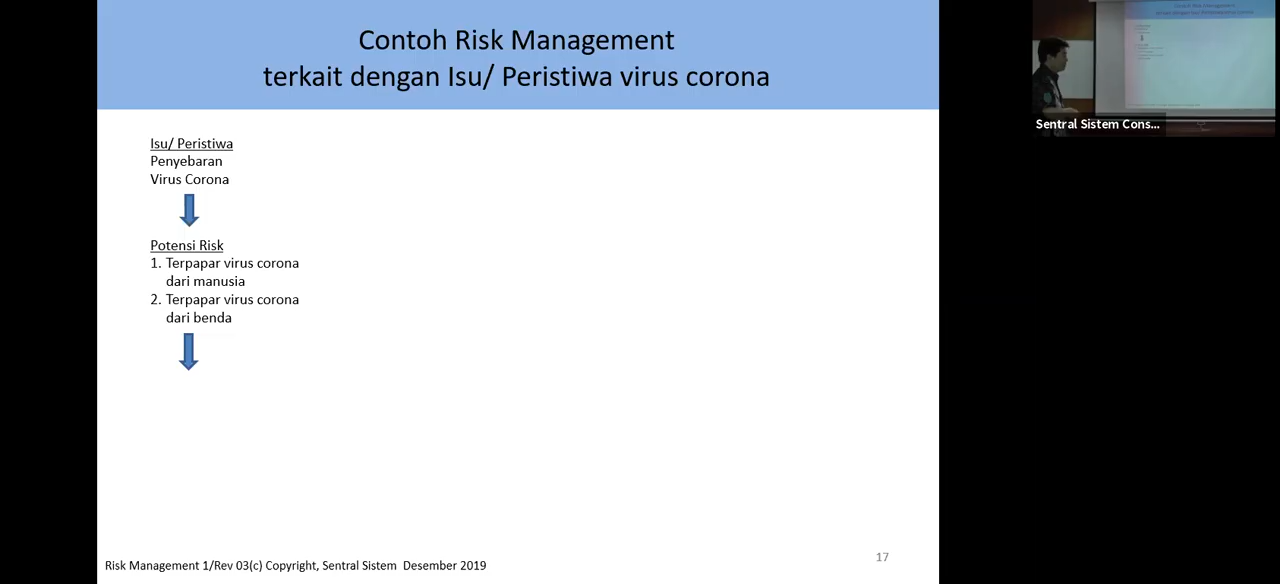 Contoh Risk Management
terkait dengan Isu/ Peristiwa virus corona
Isu/ Peristiwa
Penyebaran
Virus Corona
Potensi Risk
1. Terpapar virus corona
dari manusia
2. Terpapar virus corona
dari benda
Risk Management 1/Rev 03(c) Copyright, Sentral Sistem Desember 2019
17
Sentral Sistem Cons...